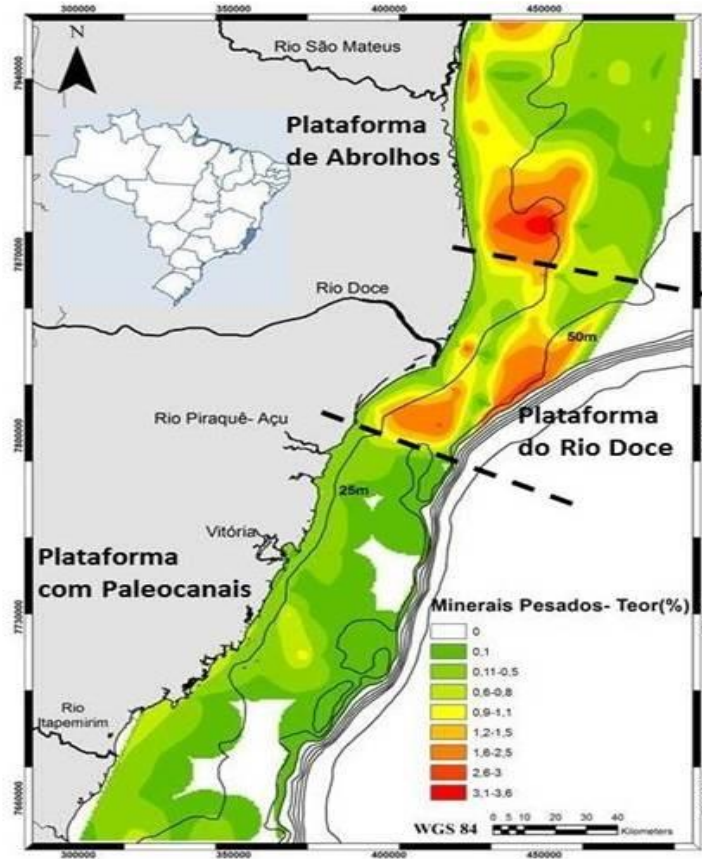 300000 350000 400000 450000
N
Rio São Mateus
Plataforma
de Abrolhos
7940000
7870000
Rio Doce
50m
Rio Piraquê- Açu
Plataforma
do Rio Doce
7800000
25m
Vitória
Plataforma
com Paleocanais
Minerais Pesados- Teor(%)
0
0,1
0,11-0,5
0,6-0,8
0,9-1,1
1,2-1,5
1,6-2,5
2,6-3
3,1-3,6
7730000
Rio
Itapemirim
7660000
WGS 84
0 5 10 20 30 40
Kilometers
300000 350000 400000 450000